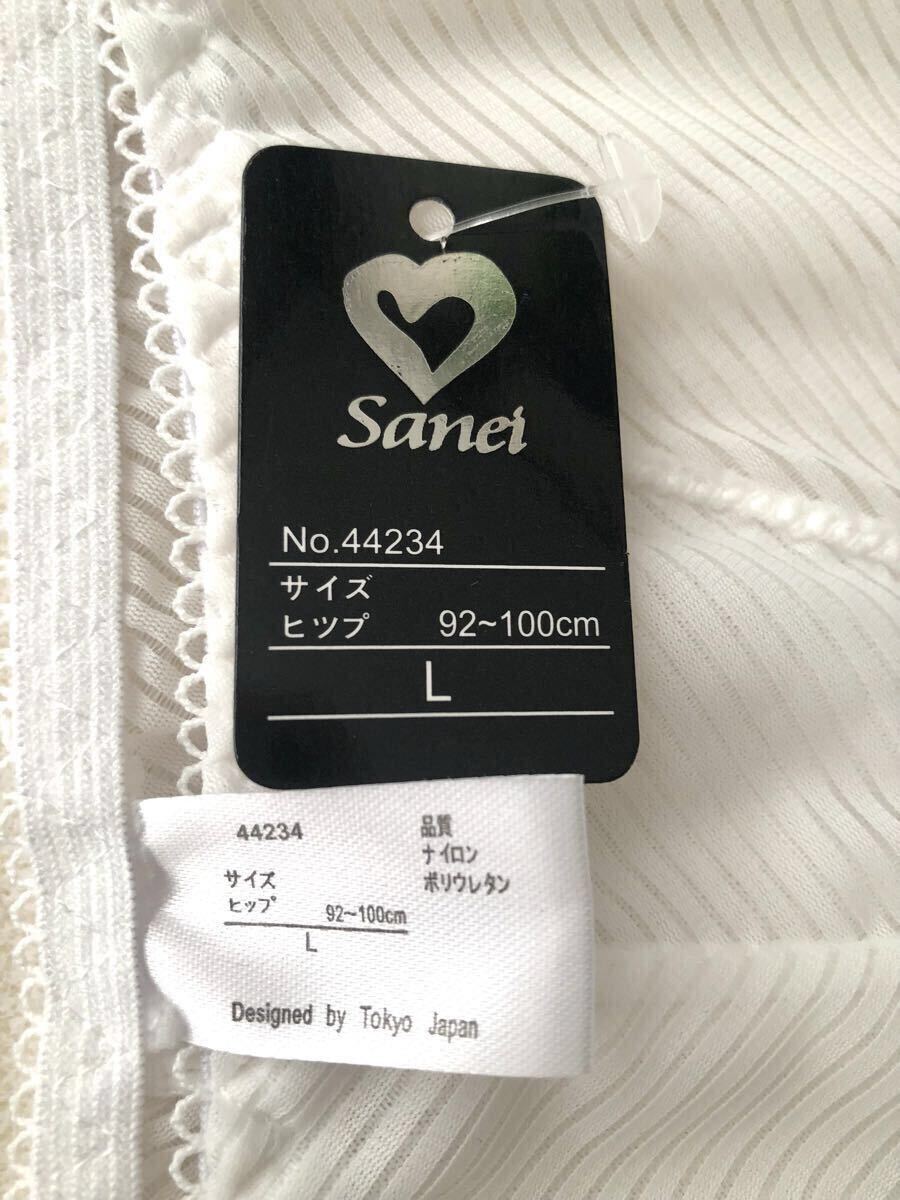 Sanei
No.44234
サイズ
ヒツプ 92~100cm
L
44234
サイズ
ヒップ 92~100cm
L
品質
ナイロン
ポリウレタン
Designed by Tokyo Japan